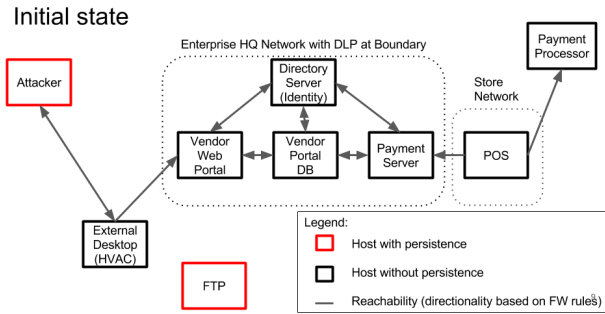 Initial state
Enterprise HQ Network with DLP at Boundary
Attacker
Directory
Server
(Identity)
Payment
Processor
Store
Network
Vendor
Web
Portal
Vendor
Portal
DB
Payment
Server
POS
External
Desktop
(HVAC)
FTP
Legend:
Host with persistence
Host without persistence
Reachability (directionality based on FW rules)